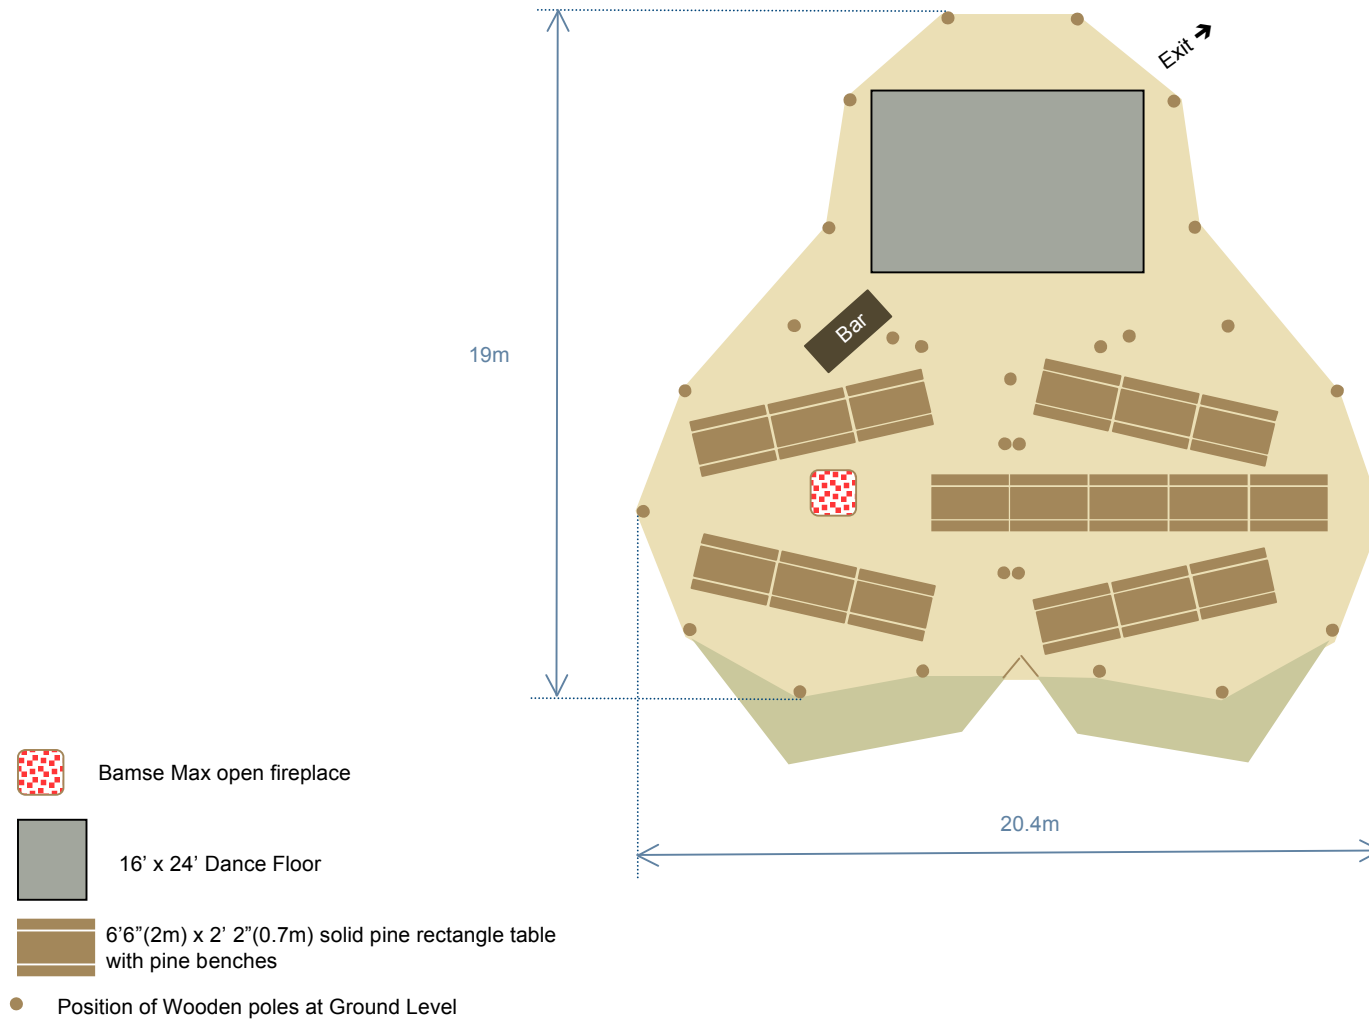 Exit ➔
Bar
19m
20.4m
Bamse Max open fireplace
16’ x 24’ Dance Floor
6’6”(2m) x 2’ 2”(0.7m) solid pine rectangle table
with pine benches
Position of Wooden poles at Ground Level